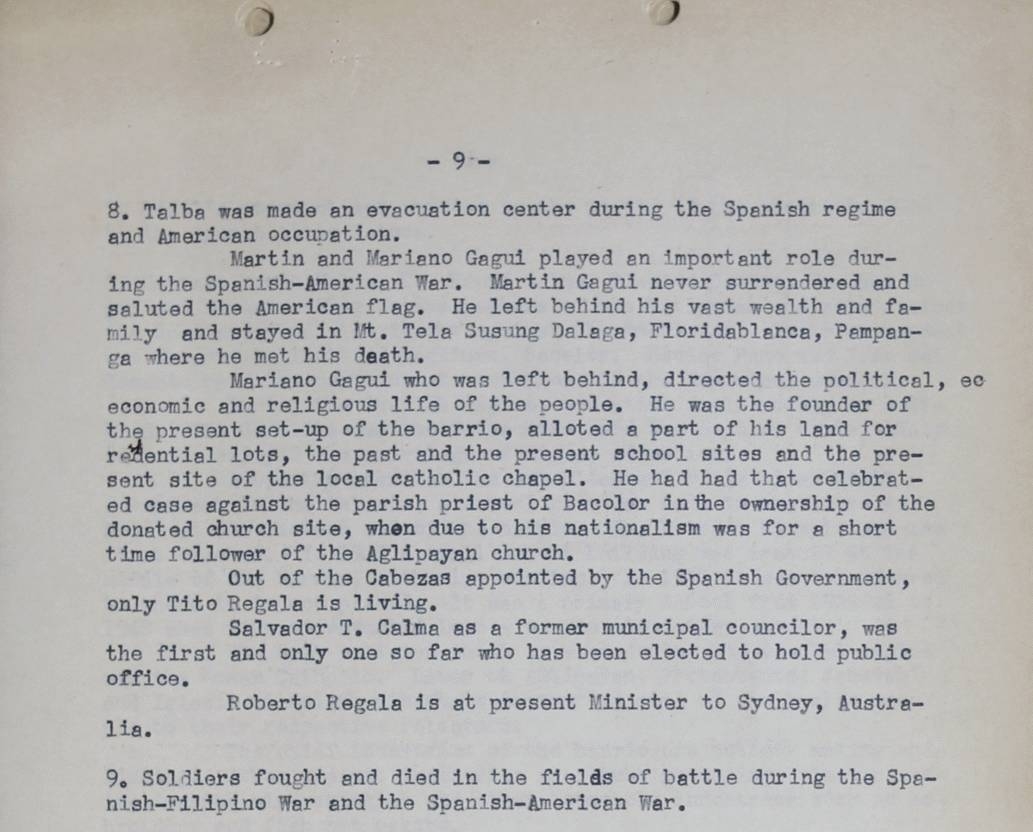 - 9 -
8. Talba was made an evacuation center during the Spanish regime
and American occupation.
Martin and Mariano Gagui played an important role dur-
ing the Spanish-American War. Martin Gagui never surrendered and
saluted the American flag. He left behind his vast wealth and fa-
mily and stayed in Mt. Tela Susung Dalaga, Floridablanca, Pampan-
ga where he met his death.
Mariano Gagui who was left behind, directed the political, ec
economic and religious life of the people. He was the founder of
the present set-up of the barrio, alloted a part of his land for
redential lots, the past and the present school sites and the pre-
sent site of the local catholic chapel. He had had that celebrat-
ed case against the parish priest of Bacolor in the ownership of the
donated church site, when due to his nationalism was for a short
time follower of the Aglipayan church.
Out of the Cabezas appointed by the Spanish Government,
only Tito Regala is living.
Salvador T. Calma as a former municipal councilor, was
the first and only one so far who has been elected to hold public
office.
Roberto Regala is at present Minister to Sydney, Austra-
lia.
9. Soldiers fought and died in the fields of battle during the Spa-
nish-Filipino War and the Spanish-American War.